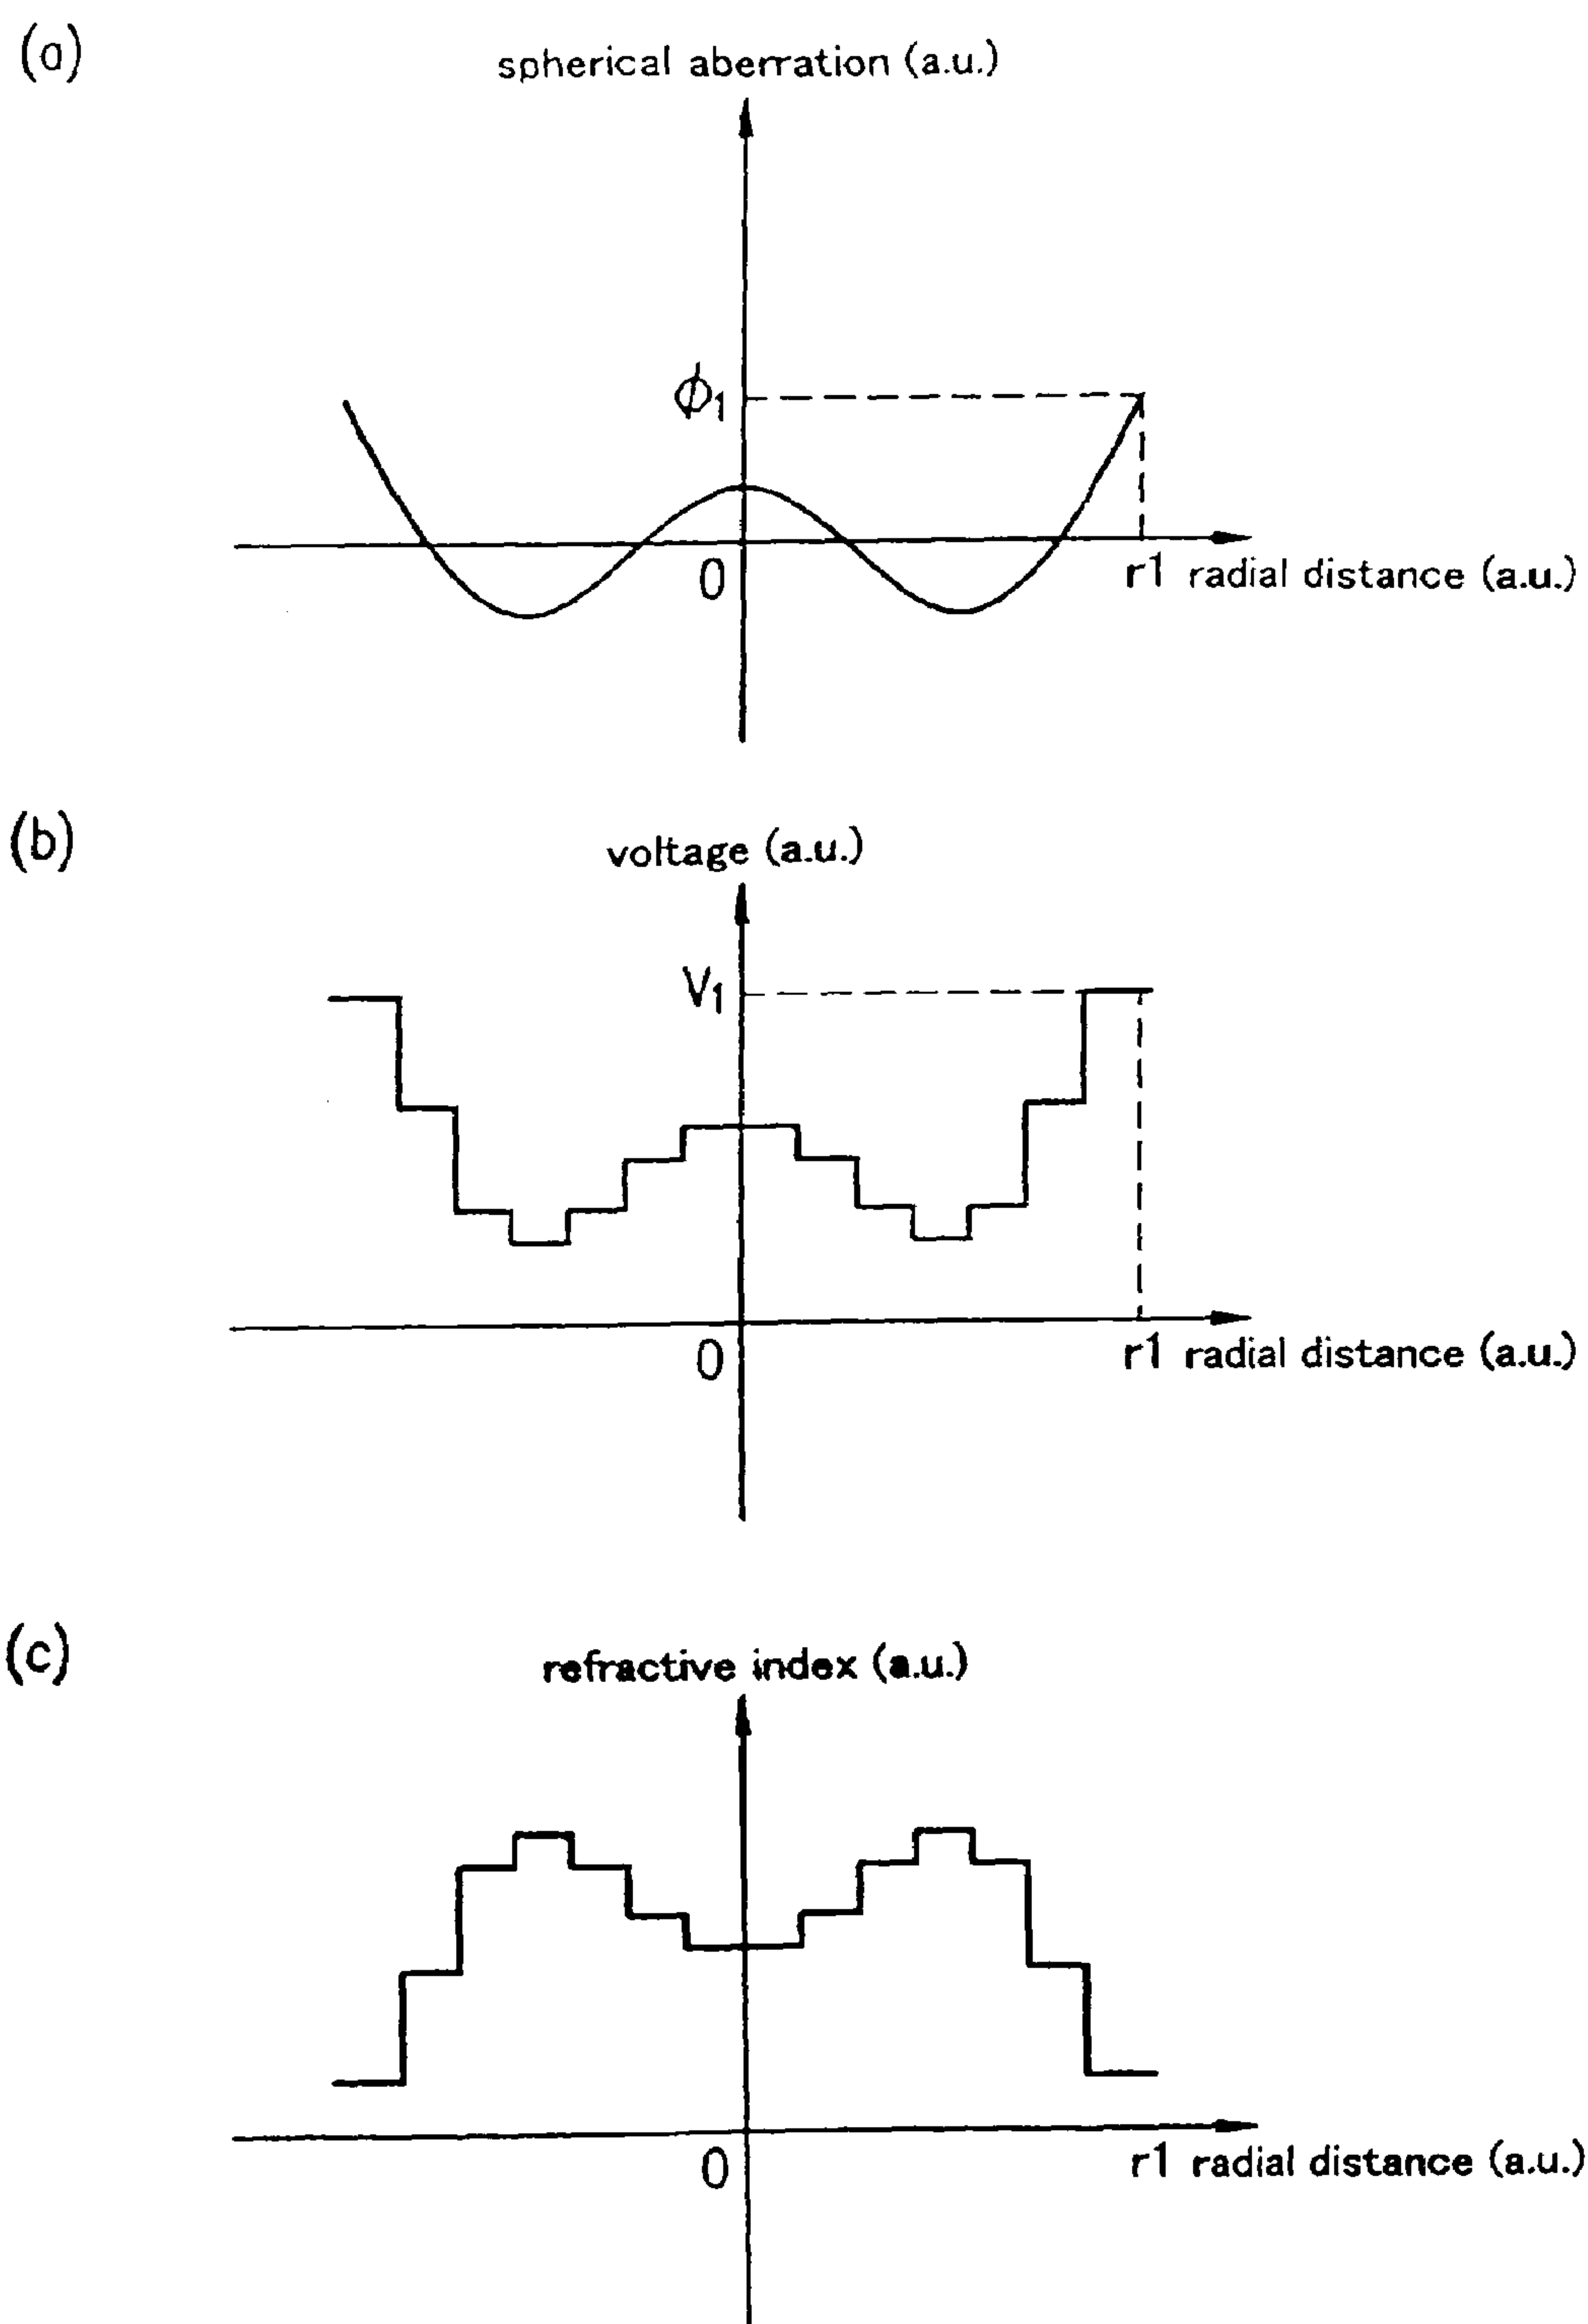 (a)
spherical aberration (a.u.)
ϕ1
0
r1 radial distance (a.u.)
(b)
voltage (a.u.)
V1
0
r1 radial distance (a.u.)
(c)
refractive index (a.u.)
0
r1 radial distance (a.u.)